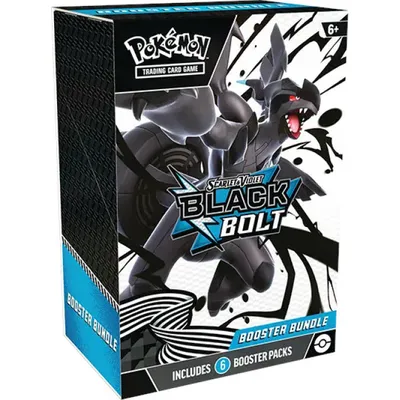 POKÉMON
TRADING CARD GAME
6+
SCARLET & VIOLET
BLACK
BOLT
BOOSTER BUNDLE
INCLUDES 6 BOOSTER PACKS
BOOSTER BUNDLE